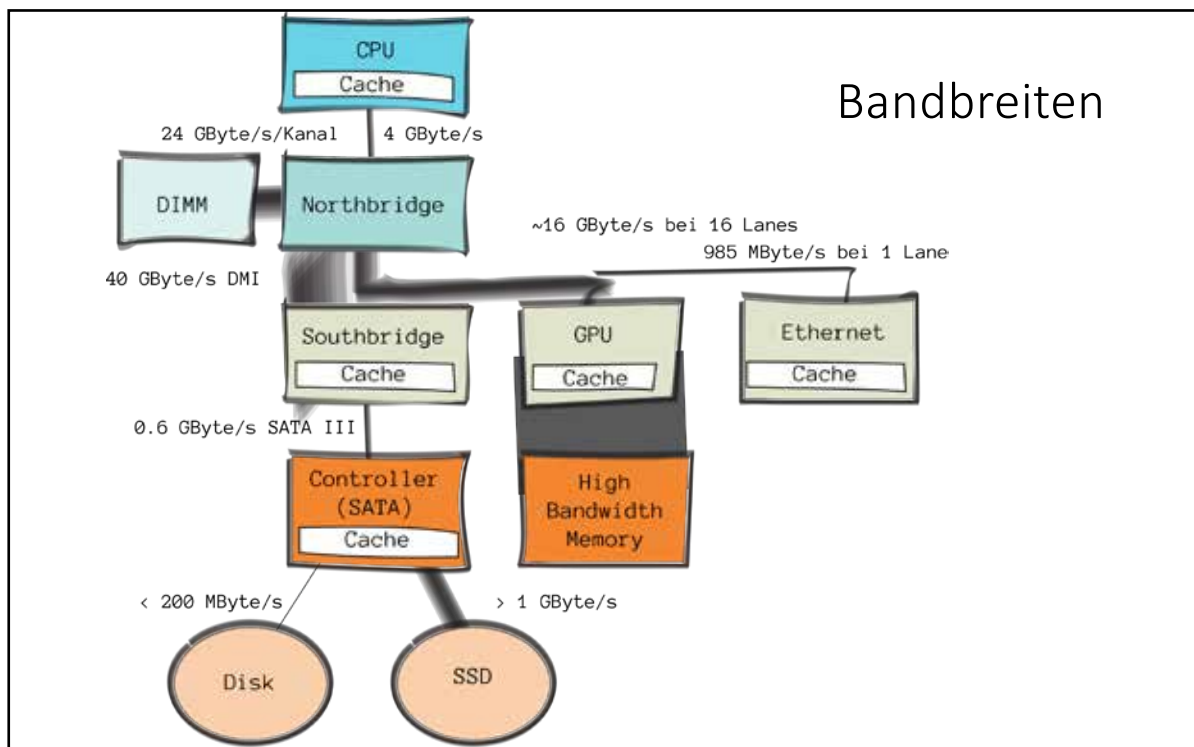 Bandbreiten
CPU
Cache
24 GByte/s/Kanal
4 GByte/s
DIMM
Northbridge
~16 GByte/s bei 16 Lanes
985 MByte/s bei 1 Lane
40 GByte/s DMI
Southbridge
Cache
GPU
Cache
Ethernet
Cache
0.6 GByte/s SATA III
Controller
(SATA)
Cache
High
Bandwidth
Memory
< 200 MByte/s
> 1 GByte/s
Disk
SSD